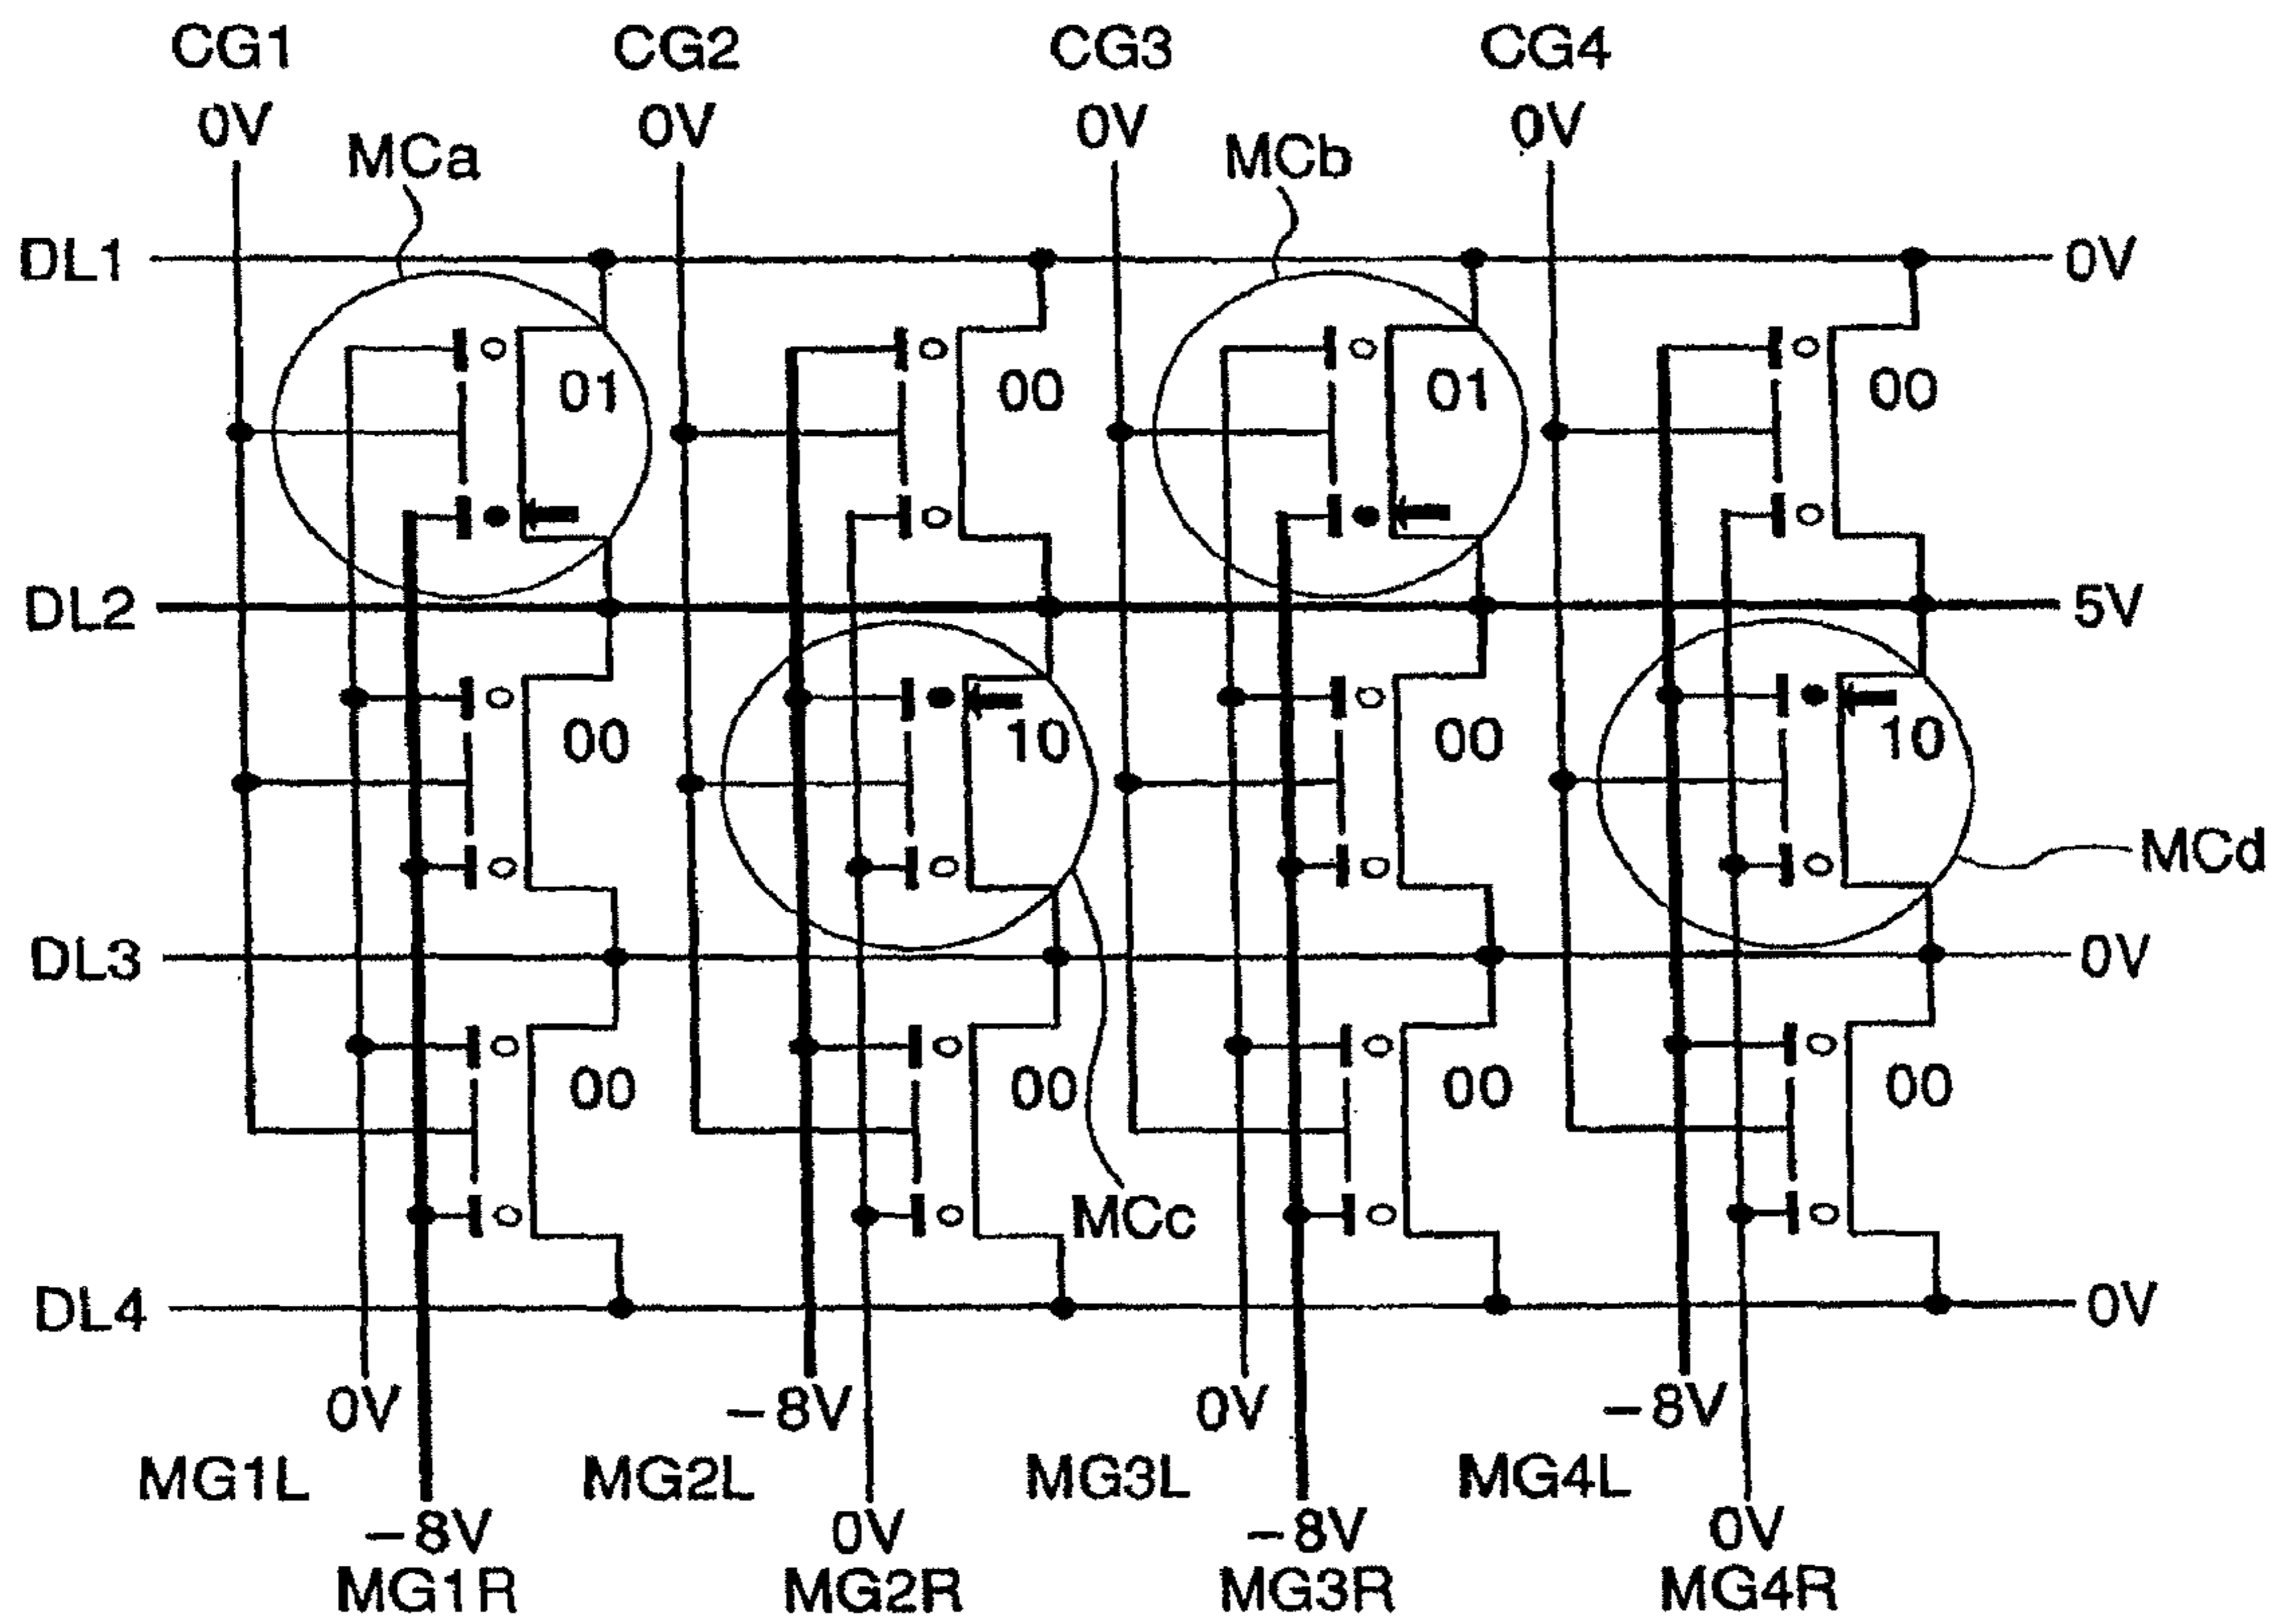 CG1 CG2 CG3 CG4
0V 0V 0V 0V
MCa MCb
DL1 0V
01 00 01 00
DL2 5V
00 10 00 10
MCd
DL3 0V
00 00 00 00
MCc
DL4 0V
0V -8V 0V -8V
MG1L MG2L MG3L MG4L
-8V 0V -8V 0V
MG1R MG2R MG3R MG4R